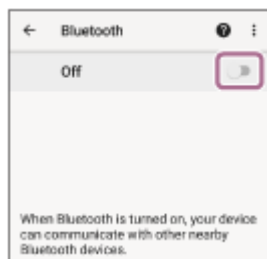 Bluetooth
Off
When Bluetooth is turned on, your device
can communicate with other nearby
Bluetooth devices.